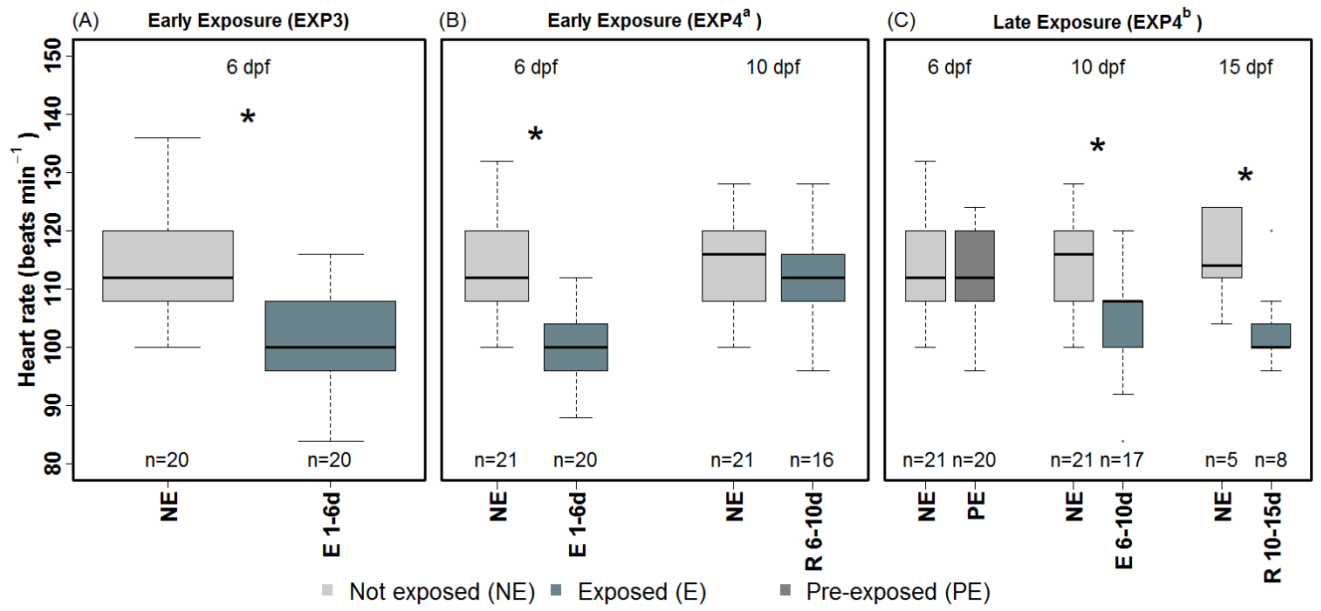 (A) Early Exposure (EXP3)
(B) Early Exposure (EXP4ᵃ)
(C) Late Exposure (EXP4ᵇ)
Heart rate (beats min⁻¹)
150
140
130
120
110
100
90
80
6 dpf
*
n=20 n=20
NE
E 1-6d
6 dpf 10 dpf
*
n=21 n=20 n=21 n=16
NE
E 1-6d
NE
R 6-10d
6 dpf 10 dpf 15 dpf
* *
n=21 n=20 n=21 n=17 n=5 n=8
NE
PE
NE
E 6-10d
NE
R 10-15d
Not exposed (NE) Exposed (E) Pre-exposed (PE)